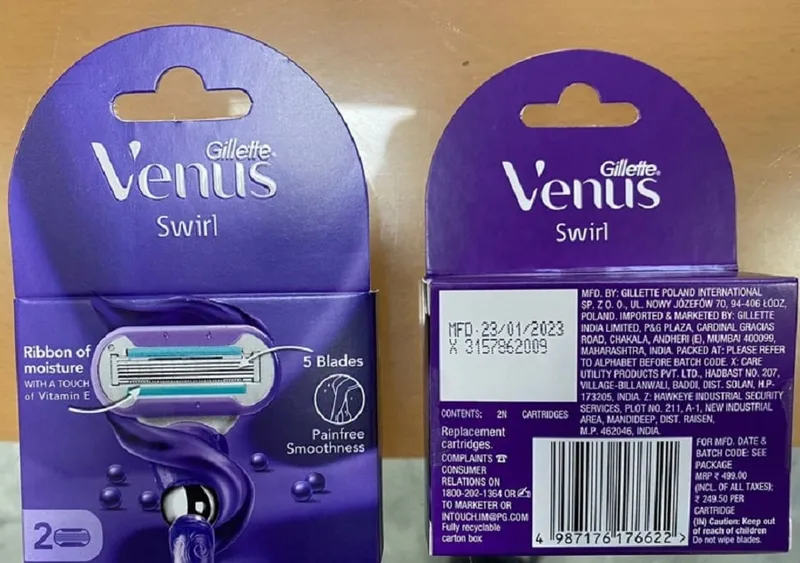 Gillette
Venus
Swirl
Ribbon of
moisture
WITH A TOUCH
of Vitamin E
5 Blades
Painfree
Smoothness
2
Gillette
Venus
Swirl
MFD. BY: GILLETTE POLAND INTERNATIONAL
SP. Z O. O., UL. NOWY JÓZEFÓW 70, 94-406 ŁÓDŹ,
POLAND. IMPORTED & MARKETED BY: GILLETTE
INDIA LIMITED, P&G PLAZA, CARDINAL GRACIAS
ROAD, CHAKALA, ANDHERI (E), MUMBAI 400099,
MAHARASHTRA, INDIA. PACKED AT: PLEASE REFER
TO ALPHABET BEFORE BATCH CODE. X: CARE
UTILITY PRODUCTS PVT. LTD., HADBAST NO. 207,
VILLAGE-BILLANWALI, BADDI, DIST. SOLAN, H.P-
173205, INDIA. Z: HAWKEYE INDUSTRIAL SECURITY
SERVICES, PLOT NO. 211, A-1, NEW INDUSTRIAL
AREA, MANDIDEEP, DIST. RAISEN,
M.P. 462046, INDIA.
MFD 23/01/2023
X 3157862009
CONTENTS: 2N CARTRIDGES
Replacement
cartridges.
COMPLAINTS ☎
CONSUMER
RELATIONS ON
1800-202-1364 OR ✍
TO MARKETER OR
INTOUCH.IM@PG.COM
Fully recyclable
carton box
4 987176 176622 >
FOR MFD. DATE &
BATCH CODE: SEE
PACKAGE
MRP ₹ 499.00
(INCL. OF ALL TAXES);
₹ 249.50 PER
CARTRIDGE
(IN) Caution: Keep out
of reach of children
Do not wipe blades.